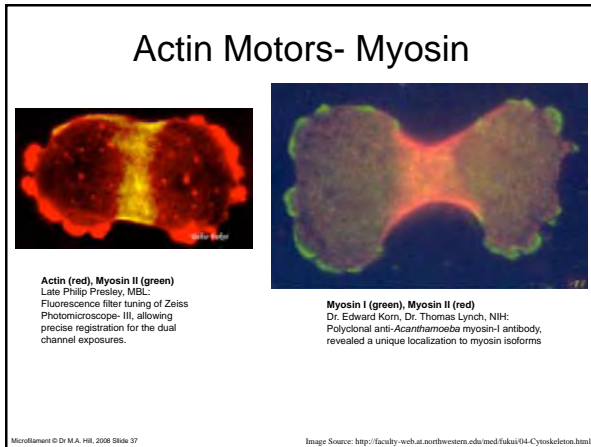 Actin Motors- Myosin
Actin (red), Myosin II (green)
Late Philip Presley, MBL:
Fluorescence filter tuning of Zeiss
Photomicroscope- III, allowing
precise registration for the dual
channel exposures.
Myosin I (green), Myosin II (red)
Dr. Edward Korn, Dr. Thomas Lynch, NIH:
Polyclonal anti-Acanthamoeba myosin-I antibody,
revealed a unique localization to myosin isoforms
Microfilament © Dr M.A. Hill, 2008 Slide 37
Image Source: http://faculty-web.at.northwestern.edu/med/fukui/04-Cytoskeleton.html